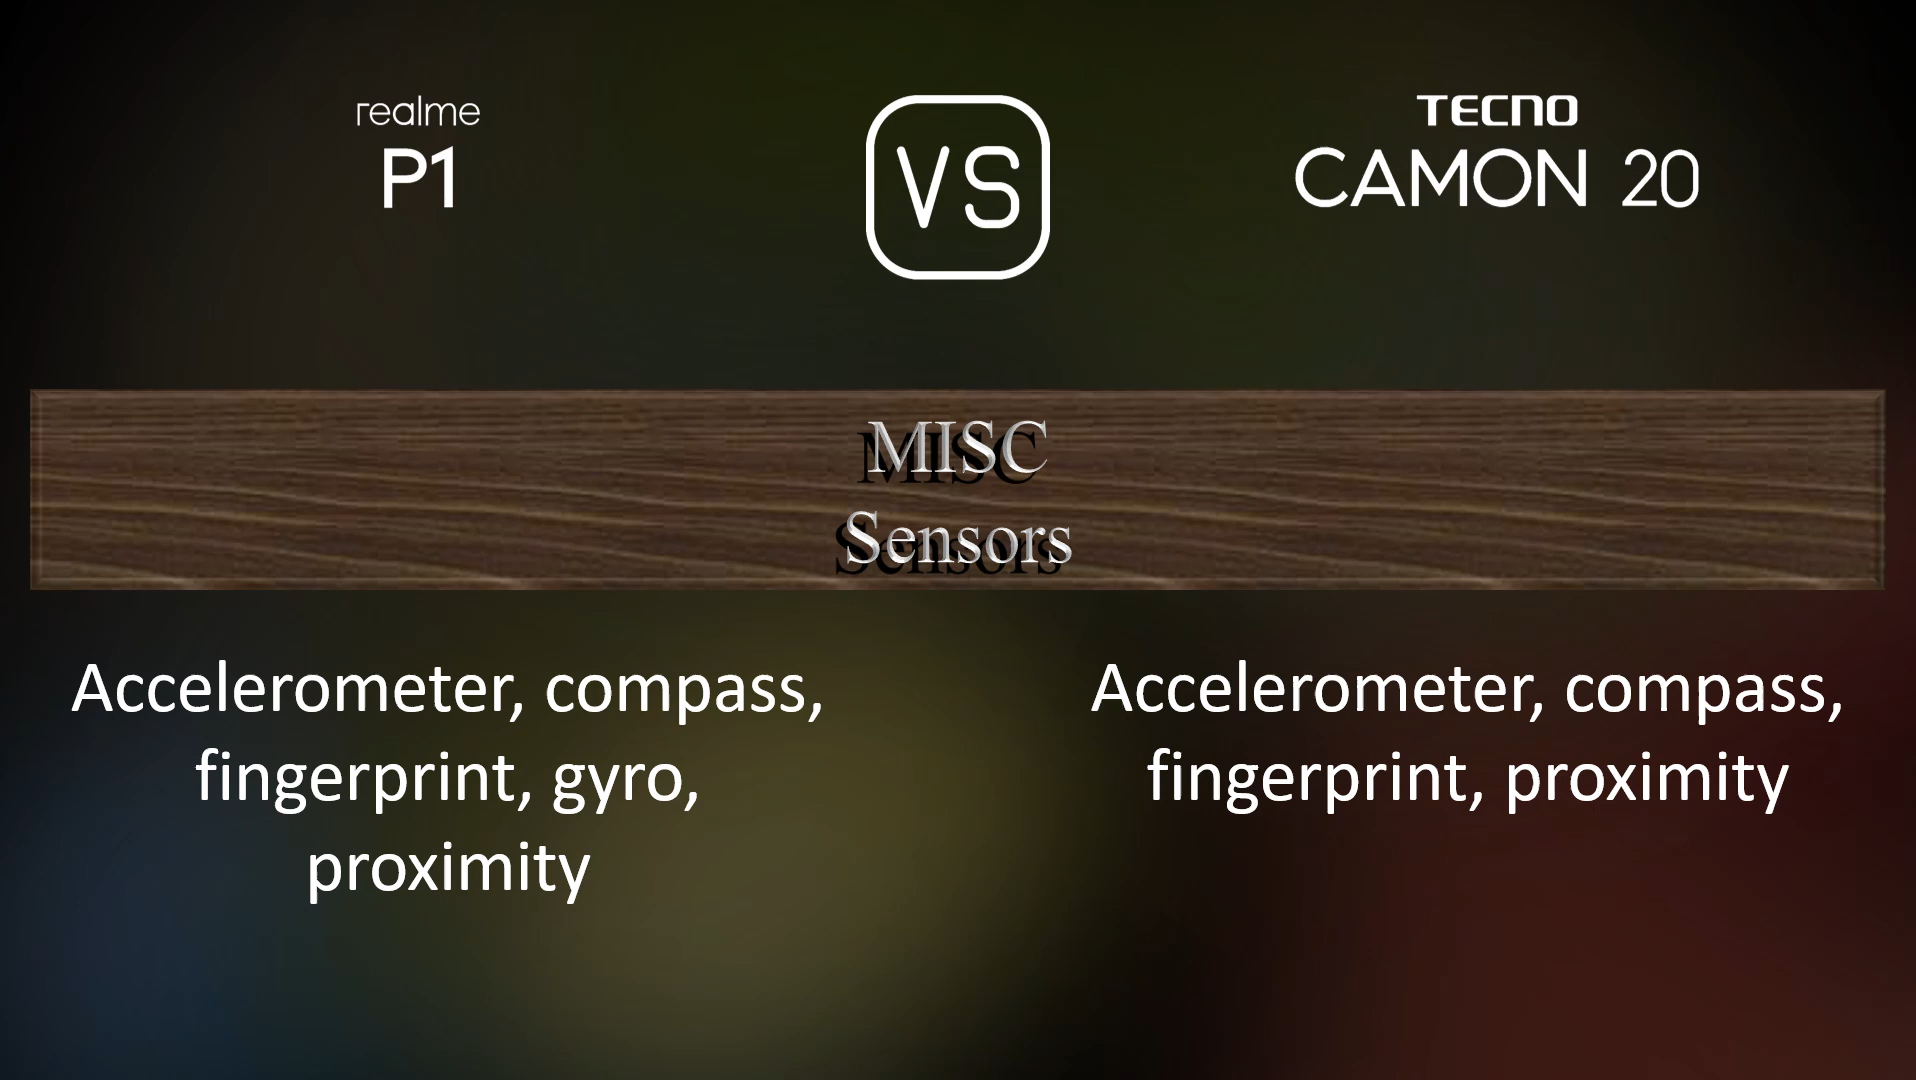 realme
P1
VS
TECNO
CAMON 20
MISC
Sensors
Accelerometer, compass,
fingerprint, gyro,
proximity
Accelerometer, compass,
fingerprint, proximity